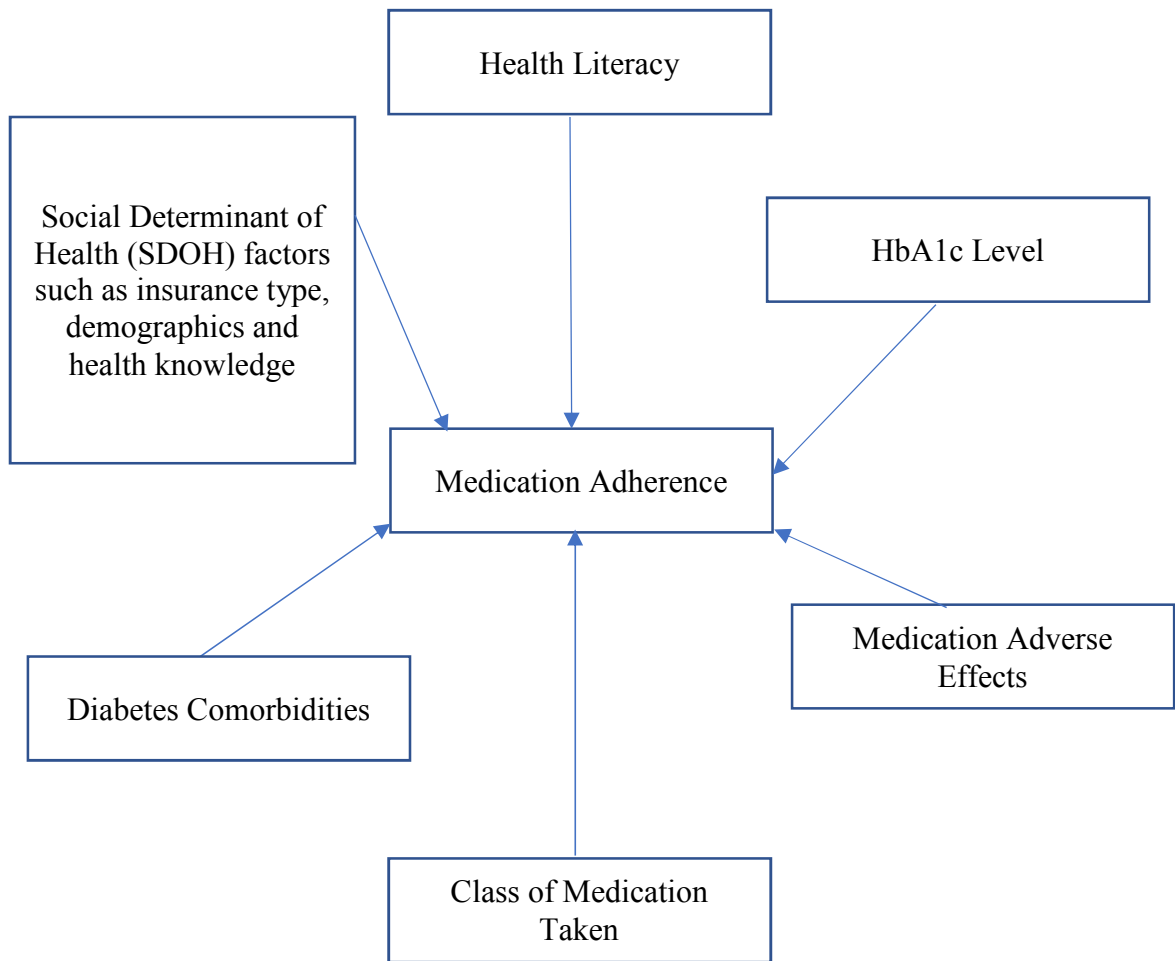 Health Literacy
Social Determinant of
Health (SDOH) factors
such as insurance type,
demographics and
health knowledge
HbA1c Level
Medication Adherence
Medication Adverse
Effects
Diabetes Comorbidities
Class of Medication
Taken